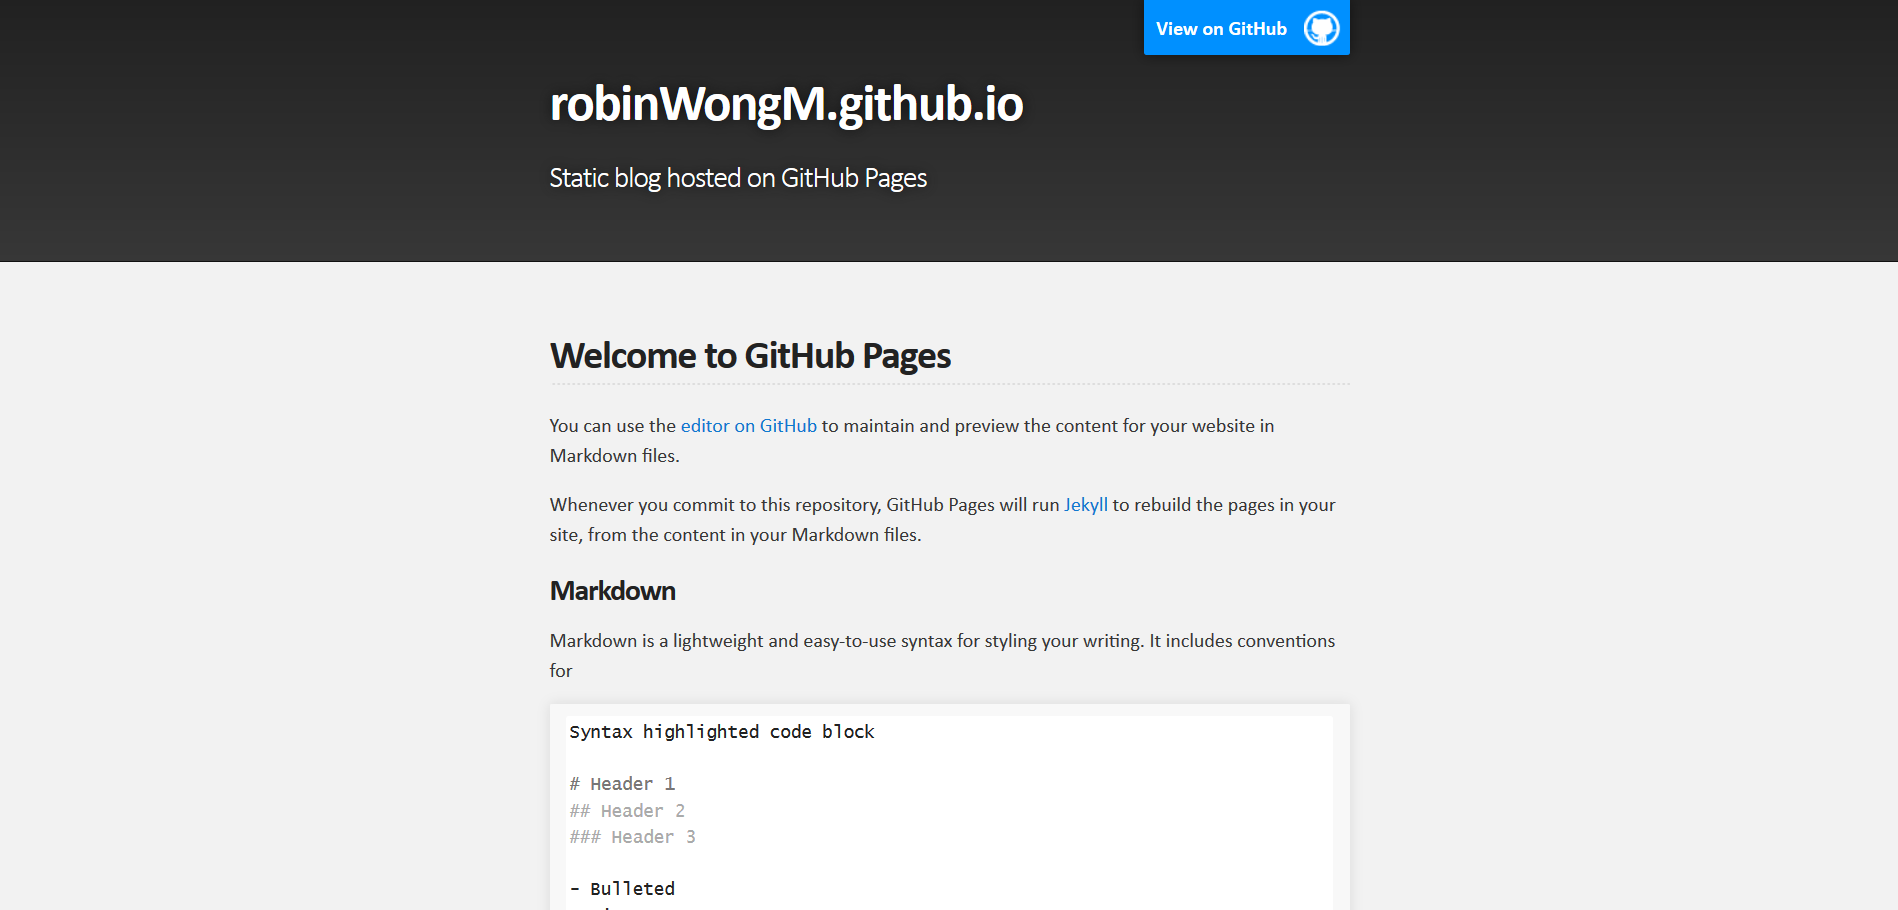 View on GitHub
robinWongM.github.io
Static blog hosted on GitHub Pages
Welcome to GitHub Pages
You can use the editor on GitHub to maintain and preview the content for your website in
Markdown files.
Whenever you commit to this repository, GitHub Pages will run Jekyll to rebuild the pages in your
site, from the content in your Markdown files.
Markdown
Markdown is a lightweight and easy-to-use syntax for styling your writing. It includes conventions
for
Syntax highlighted code block
# Header 1
## Header 2
### Header 3
- Bulleted